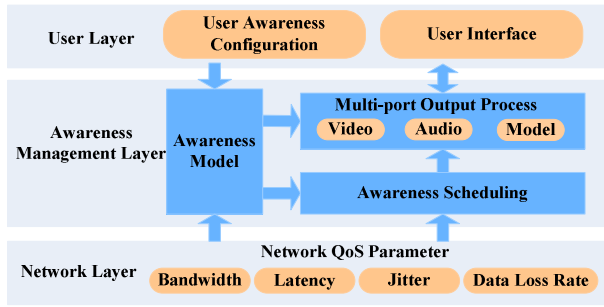 User Layer
User Awareness
Configuration
User Interface
Awareness
Management Layer
Awareness
Model
Multi-port Output Process
Video
Audio
Model
Awareness Scheduling
Network Layer
Network QoS Parameter
Bandwidth
Latency
Jitter
Data Loss Rate